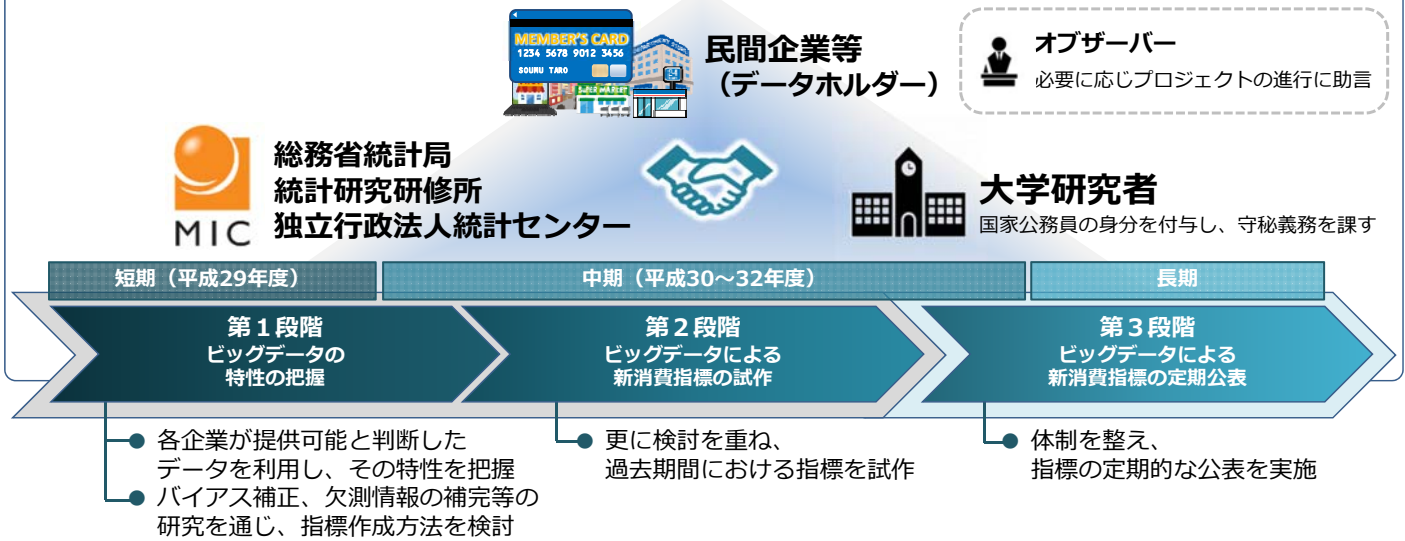 MEMBER'S CARD
1234 5678 9012 3456
SOUMU TARO
SUPER MARKET
民間企業等
（データホルダー）
オブザーバー
必要に応じプロジェクトの進行に助言
MIC
総務省統計局
統計研究研修所
独立行政法人統計センター
大学研究者
国家公務員の身分を付与し、守秘義務を課す
短期（平成29年度）
中期（平成30～32年度）
長期
第１段階
ビッグデータの
特性の把握
第２段階
ビッグデータによる
新消費指標の試作
第３段階
ビッグデータによる
新消費指標の定期公表
各企業が提供可能と判断した
データを利用し、その特性を把握
バイアス補正、欠測情報の補完等の
研究を通じ、指標作成方法を検討
更に検討を重ね、
過去期間における指標を試作
体制を整え、
指標の定期的な公表を実施